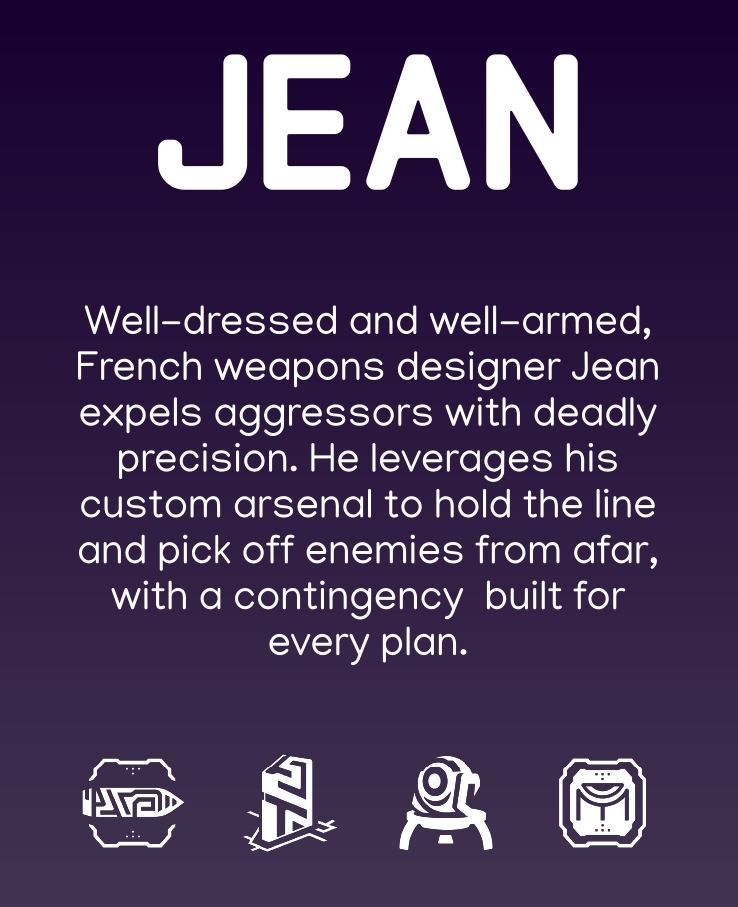 JEAN
Well-dressed and well-armed,
French weapons designer Jean
expels aggressors with deadly
precision. He leverages his
custom arsenal to hold the line
and pick off enemies from afar,
with a contingency  built for
every plan.